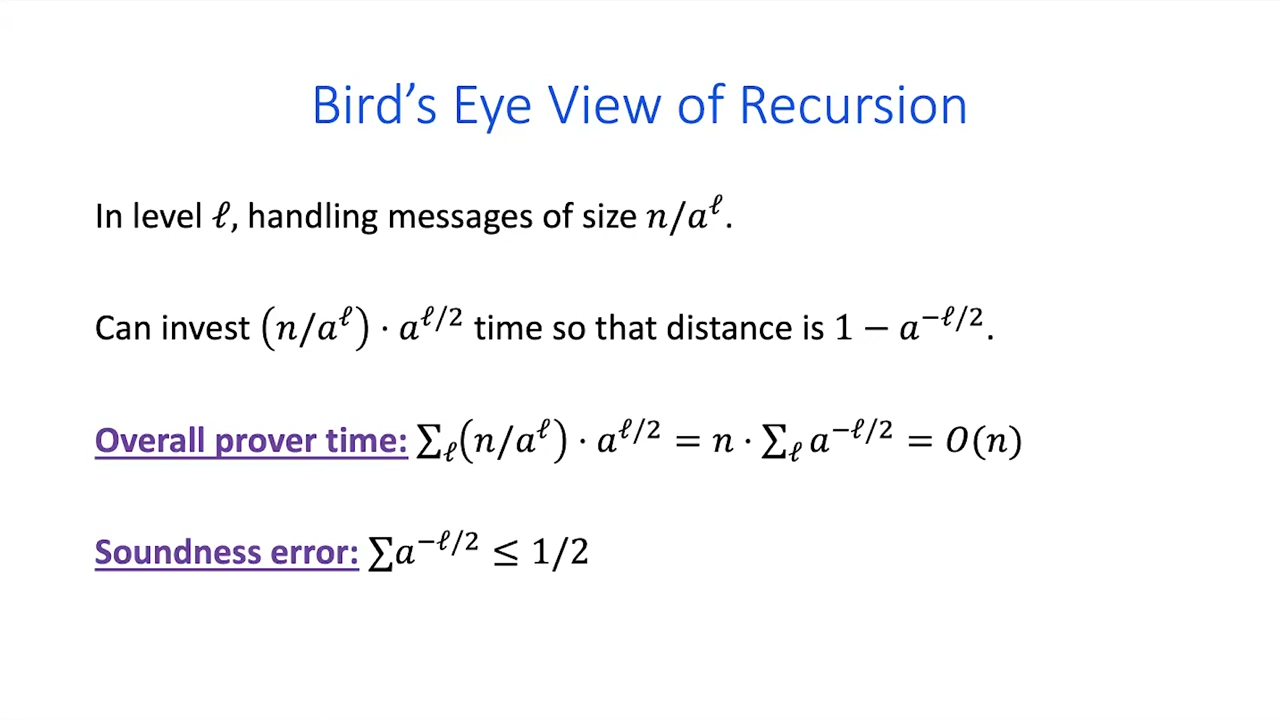 Bird’s Eye View of Recursion
In level ℓ, handling messages of size 𝑛/𝑎^ℓ.
Can invest (𝑛/𝑎^ℓ) · 𝑎^{ℓ/2} time so that distance is 1 − 𝑎^{−ℓ/2}.
Overall prover time: ∑_ℓ(𝑛/𝑎^ℓ) · 𝑎^{ℓ/2} = 𝑛 · ∑_ℓ 𝑎^{−ℓ/2} = 𝑂(𝑛)
Soundness error: ∑𝑎^{−ℓ/2} ≤ 1/2